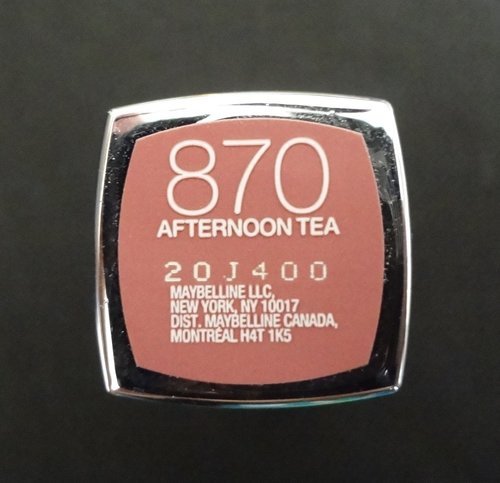 870
AFTERNOON TEA
20J400
MAYBELLINE LLC,
NEW YORK, NY 10017
DIST. MAYBELLINE CANADA,
MONTRÉAL H4T 1K5